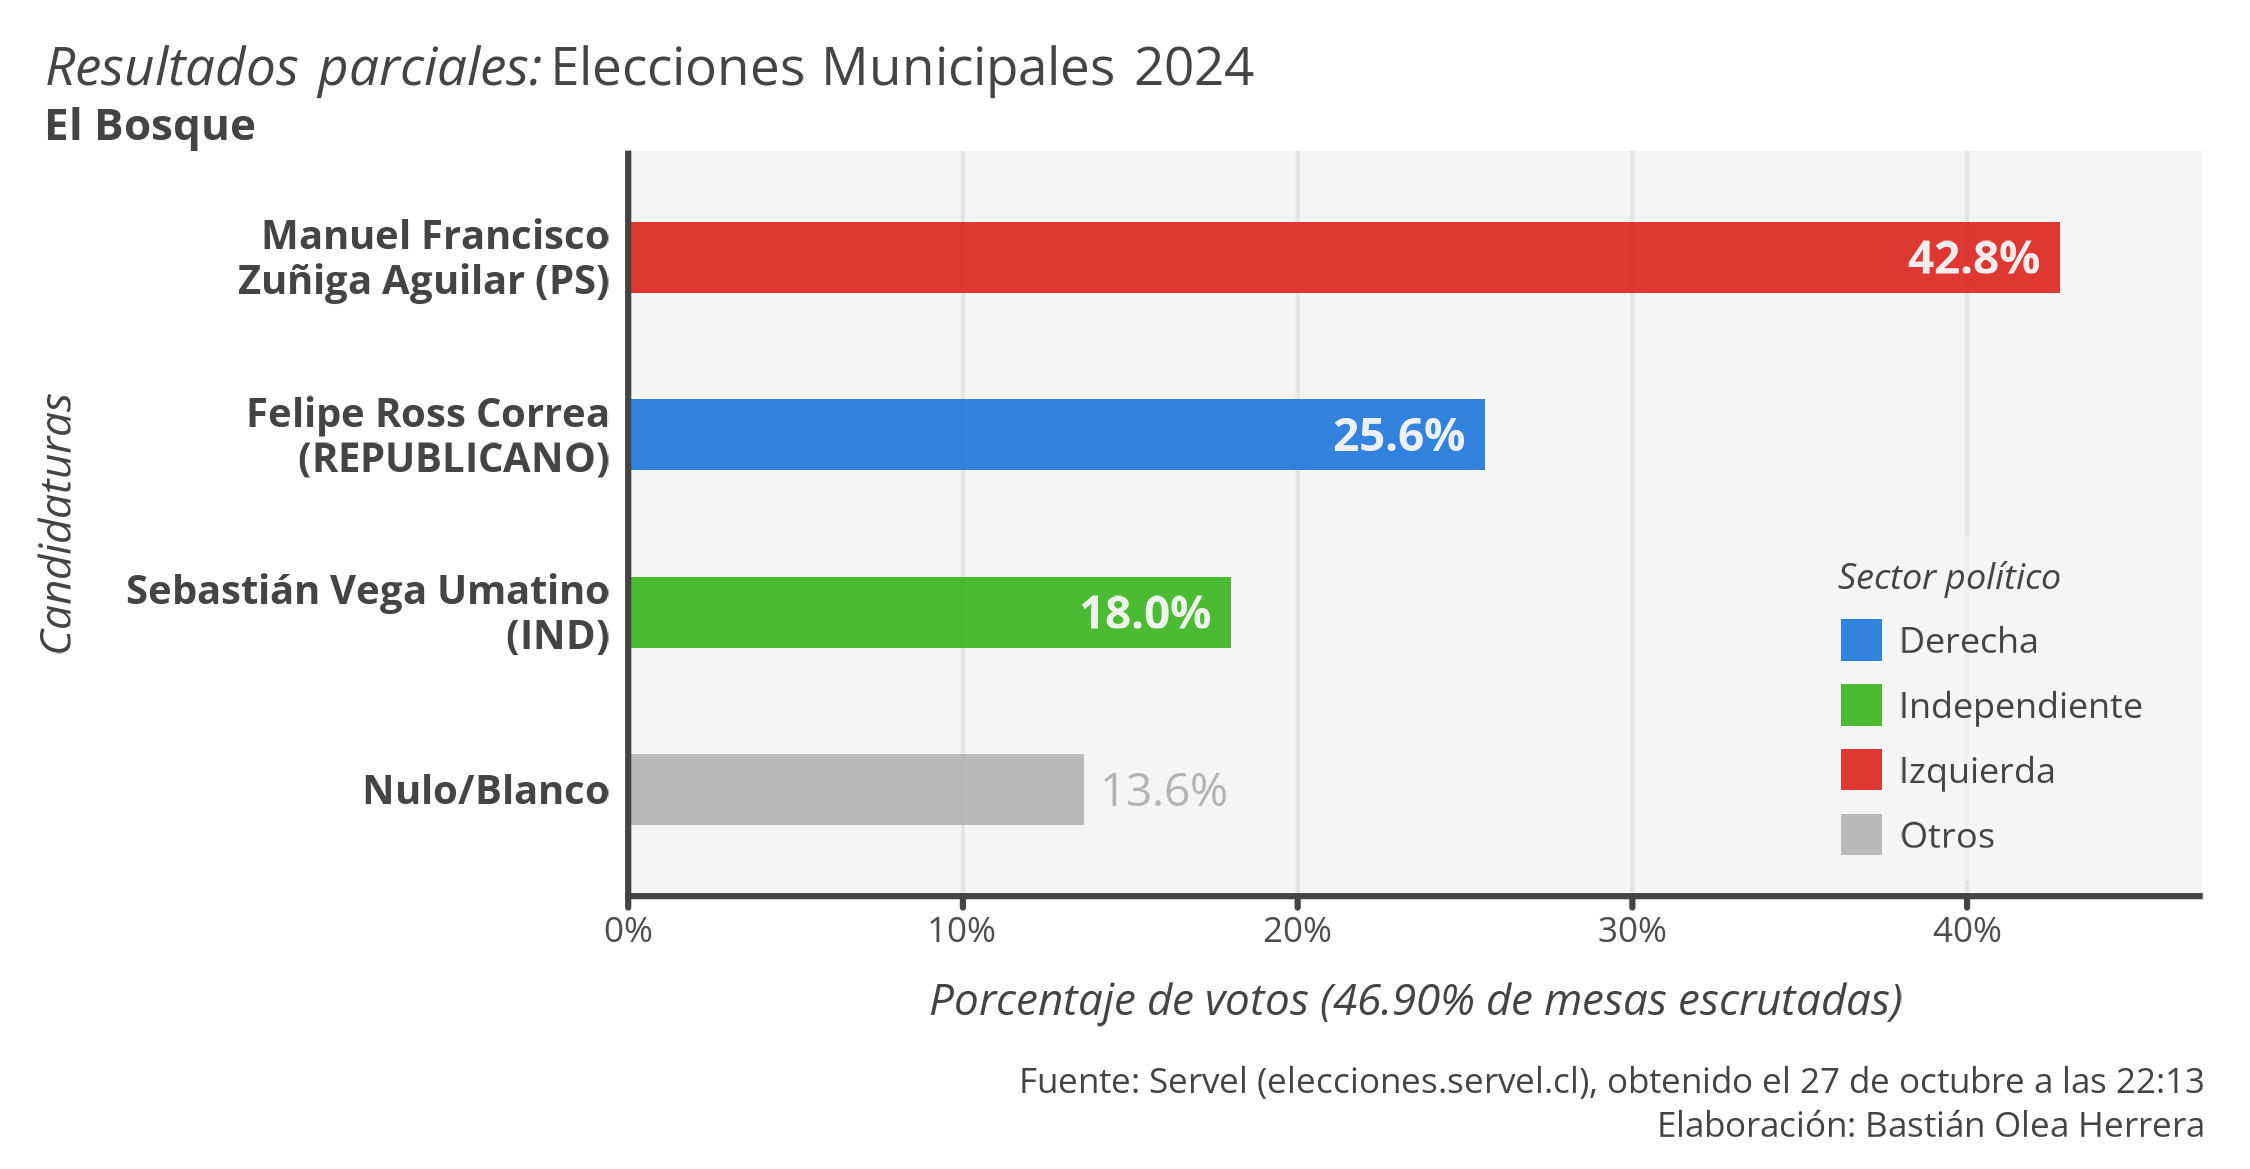 Resultados parciales: Elecciones Municipales 2024
El Bosque
Candidaturas
Manuel Francisco
Zuñiga Aguilar (PS)
42.8%
Felipe Ross Correa
(REPUBLICANO)
25.6%
Sebastián Vega Umatino
(IND)
18.0%
Nulo/Blanco
13.6%
Sector político
Derecha
Independiente
Izquierda
Otros
0%
10%
20%
30%
40%
Porcentaje de votos (46.90% de mesas escrutadas)
Fuente: Servel (elecciones.servel.cl), obtenido el 27 de octubre a las 22:13
Elaboración: Bastián Olea Herrera